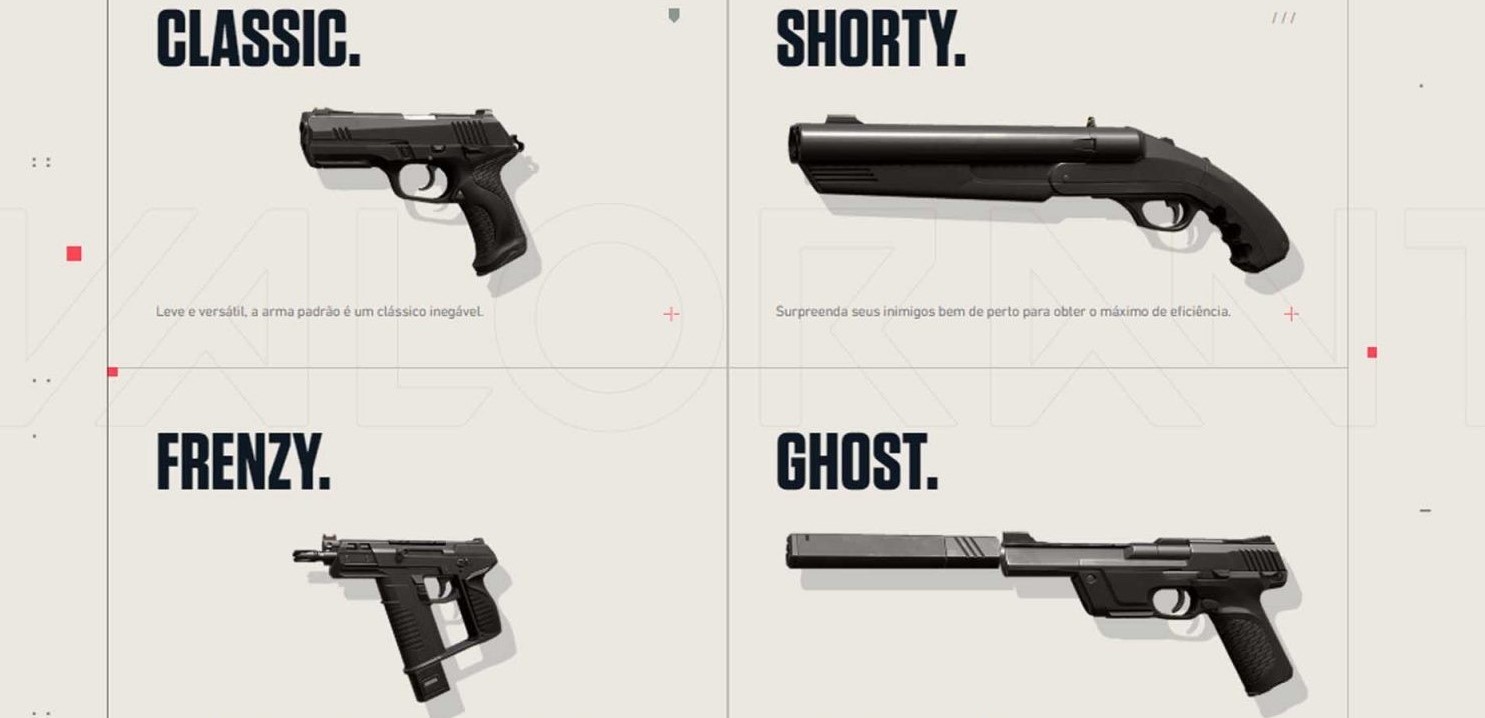 CLASSIC.
SHORTY.
Leve e versátil, a arma padrão é um clássico inegável.
Surpreenda seus inimigos bem de perto para obter o máximo de eficiência.
VALORANT
FRENZY.
GHOST.